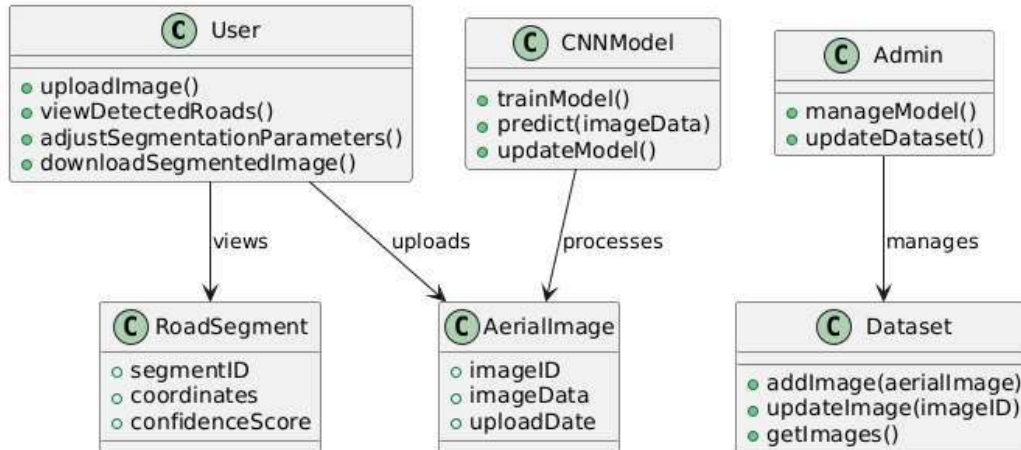 C User
uploadImage()
viewDetectedRoads()
adjustSegmentationParameters()
downloadSegmentedImage()
C CNNModel
trainModel()
predict(imageData)
updateModel()
C Admin
manageModel()
updateDataset()
views
uploads
processes
manages
C RoadSegment
segmentID
coordinates
confidenceScore
C AerialImage
imageID
imageData
uploadDate
C Dataset
addImage(aerialImage)
updateImage(imageID)
getImages()